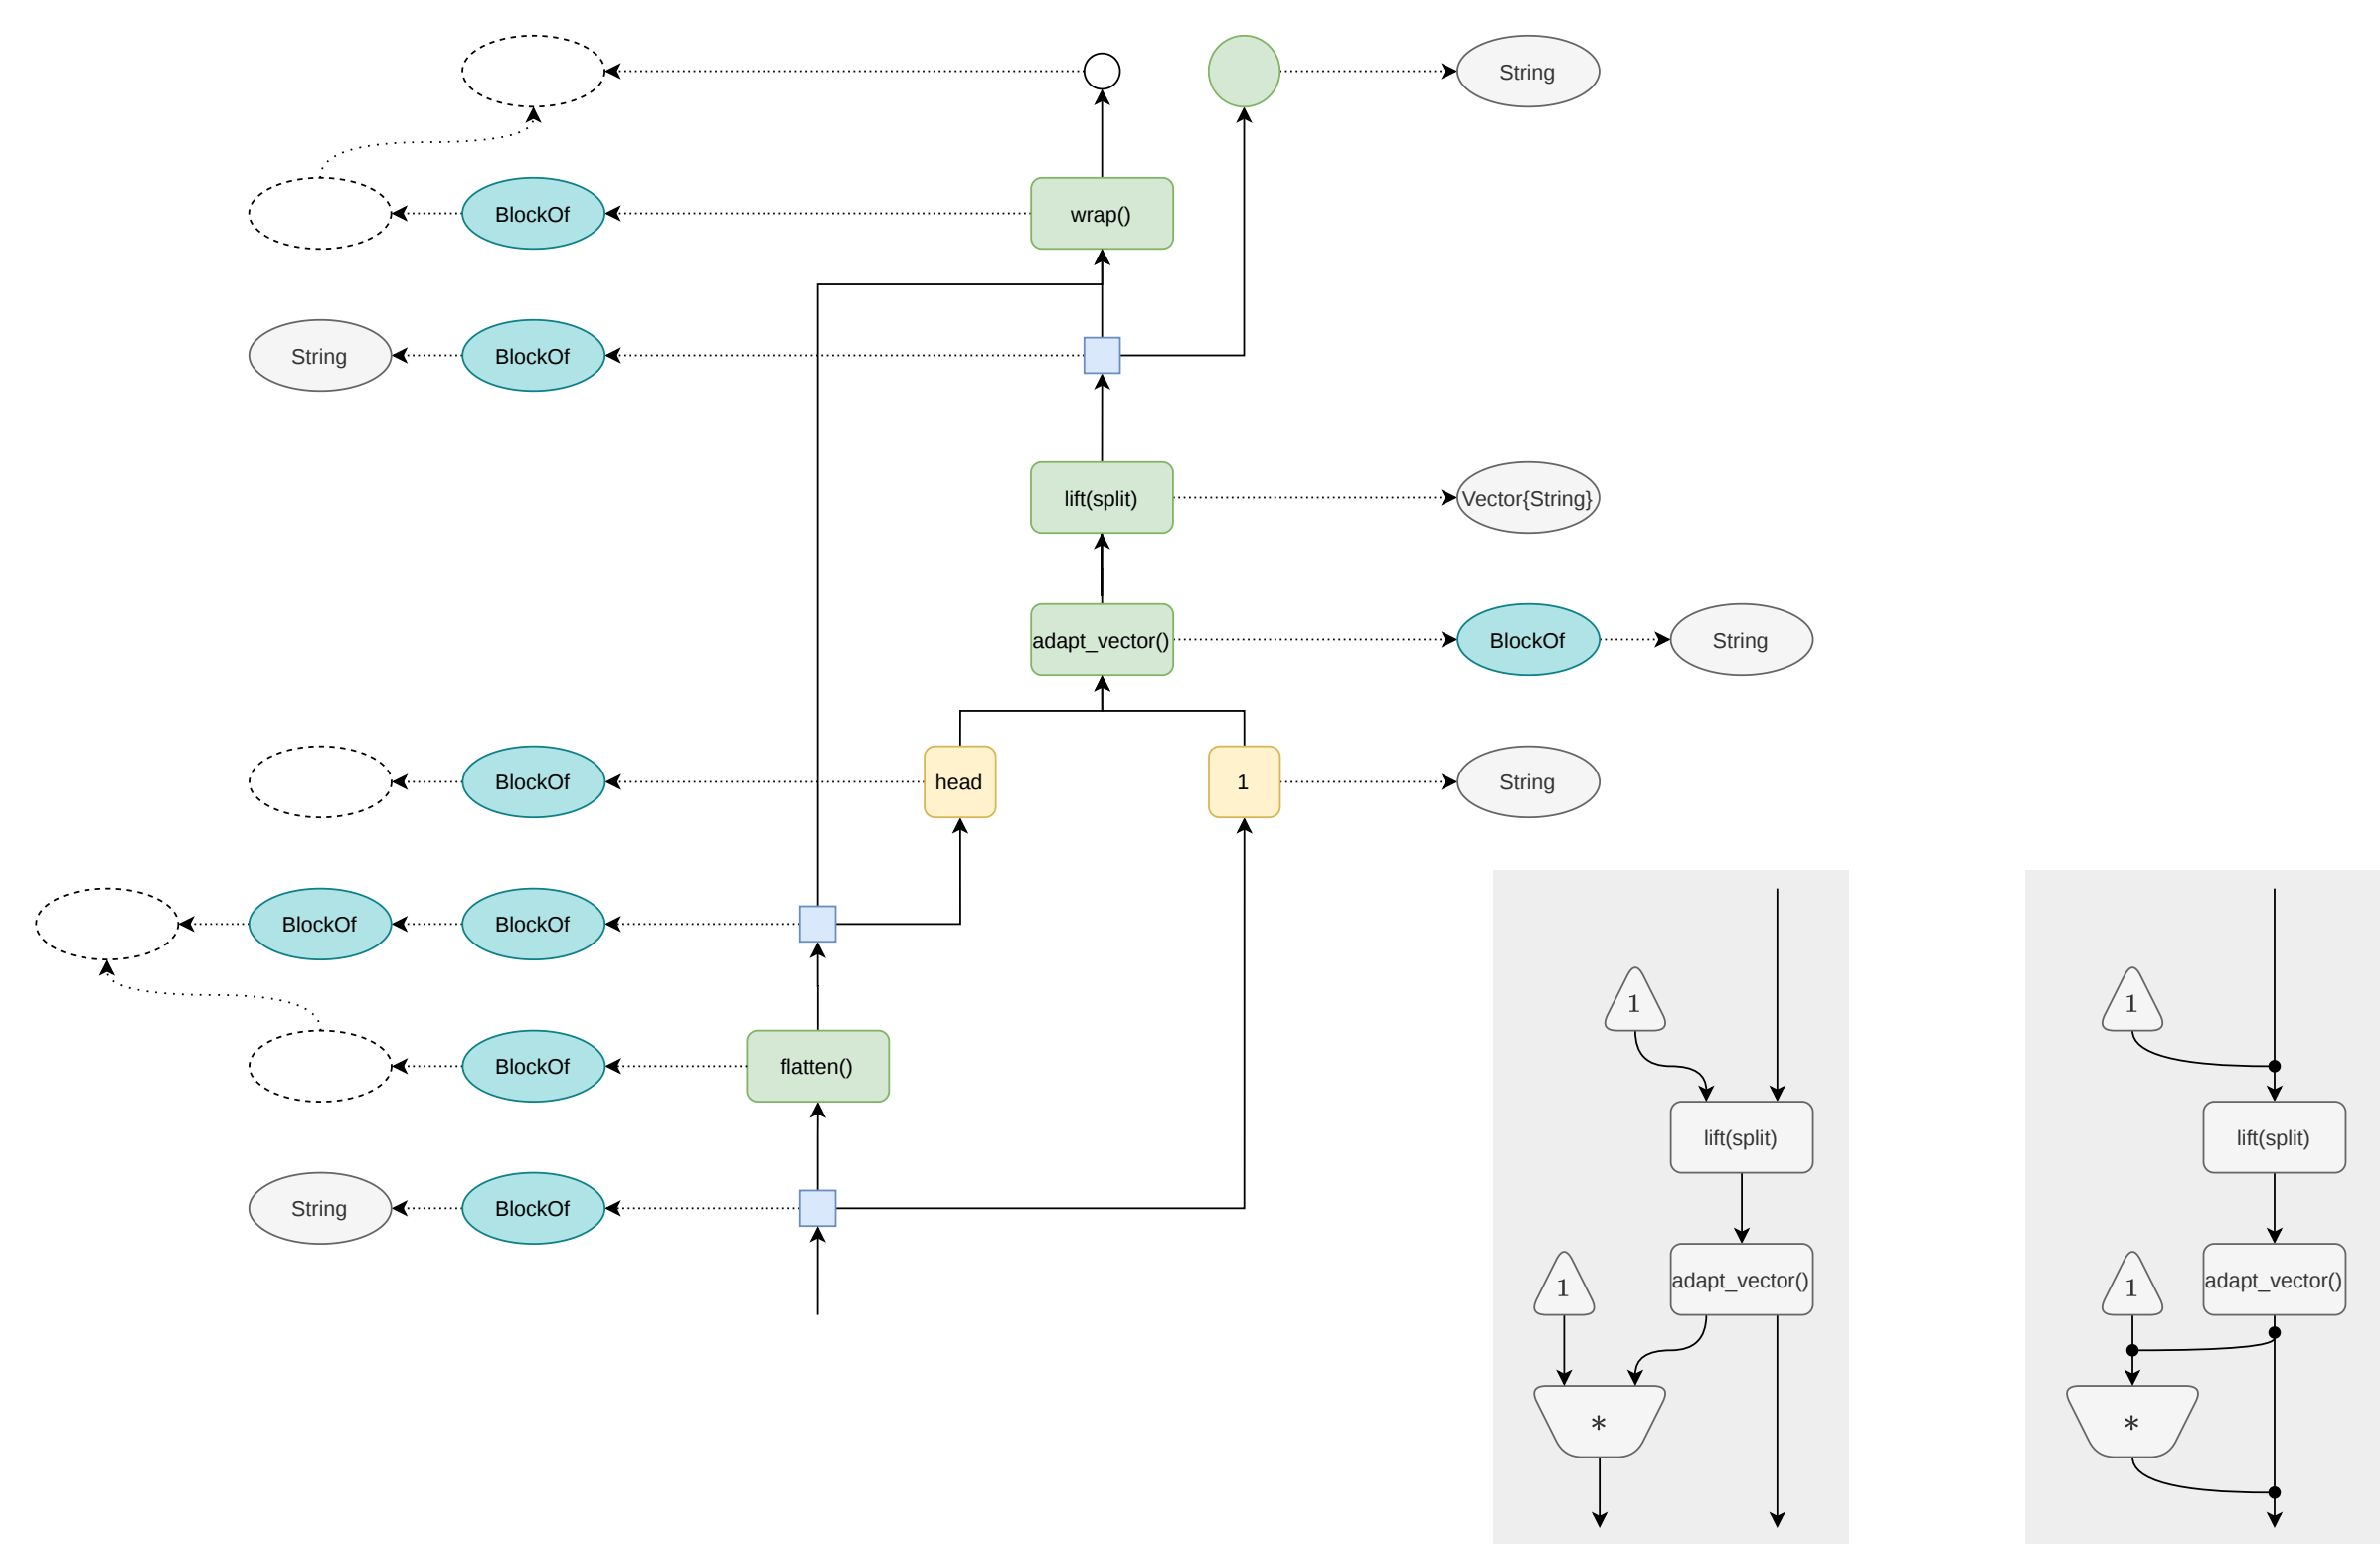 String
BlockOf
wrap()
String
BlockOf
lift(split)
Vector{String}
adapt_vector()
BlockOf
String
BlockOf
head
1
String
BlockOf
BlockOf
1
1
BlockOf
flatten()
lift(split)
lift(split)
String
BlockOf
1
adapt_vector()
1
adapt_vector()
*
*